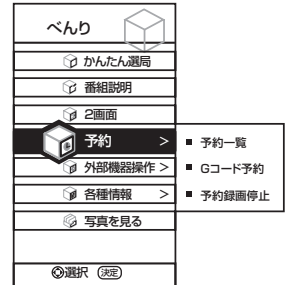 べんり
かんたん選局
番組説明
2画面
予約 >
外部機器操作 >
各種情報 >
写真を見る
選択 決定
予約一覧
Gコード予約
予約録画停止